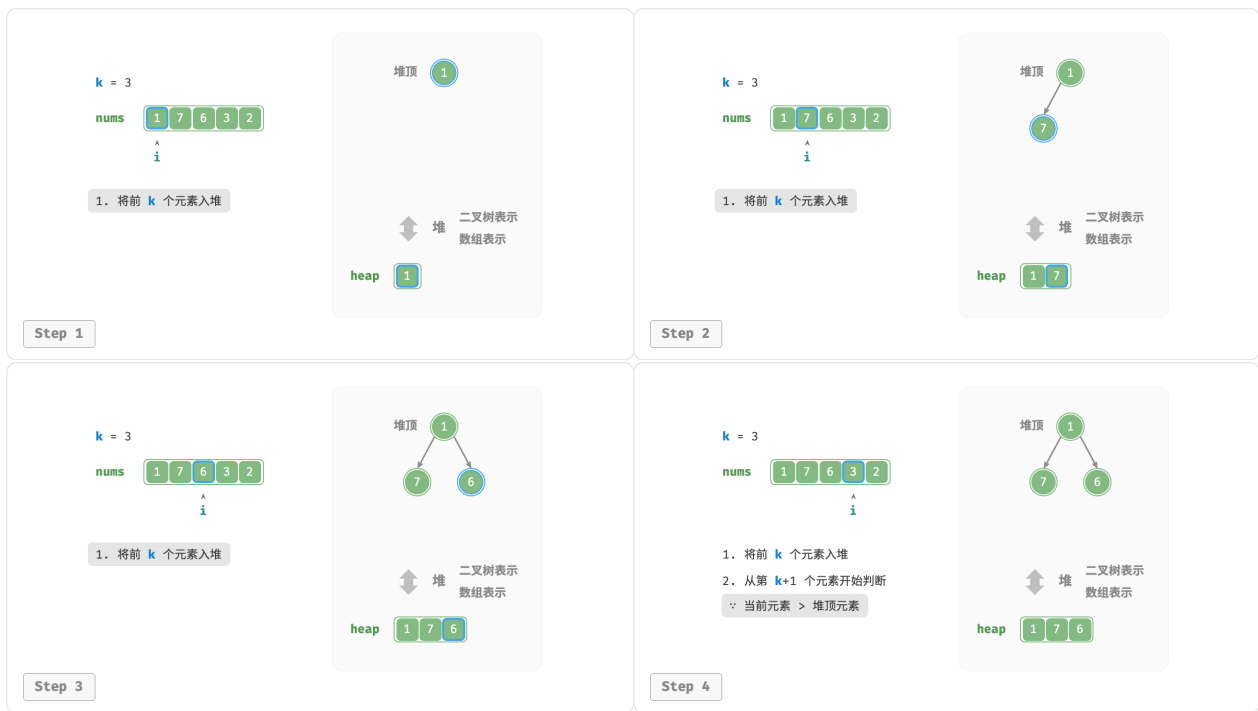 k = 3
nums 1 7 6 3 2
i
1. 将前 k 个元素入堆
堆顶 1
堆 二叉树表示
数组表示
heap 1
Step 1
k = 3
nums 1 7 6 3 2
i
1. 将前 k 个元素入堆
堆顶 1
7
堆 二叉树表示
数组表示
heap 1 7
Step 2
k = 3
nums 1 7 6 3 2
i
1. 将前 k 个元素入堆
堆顶 1
7 6
堆 二叉树表示
数组表示
heap 1 7 6
Step 3
k = 3
nums 1 7 6 3 2
i
1. 将前 k 个元素入堆
2. 从第 k+1 个元素开始判断
∵ 当前元素 > 堆顶元素
堆顶 1
7 6
堆 二叉树表示
数组表示
heap 1 7 6
Step 4